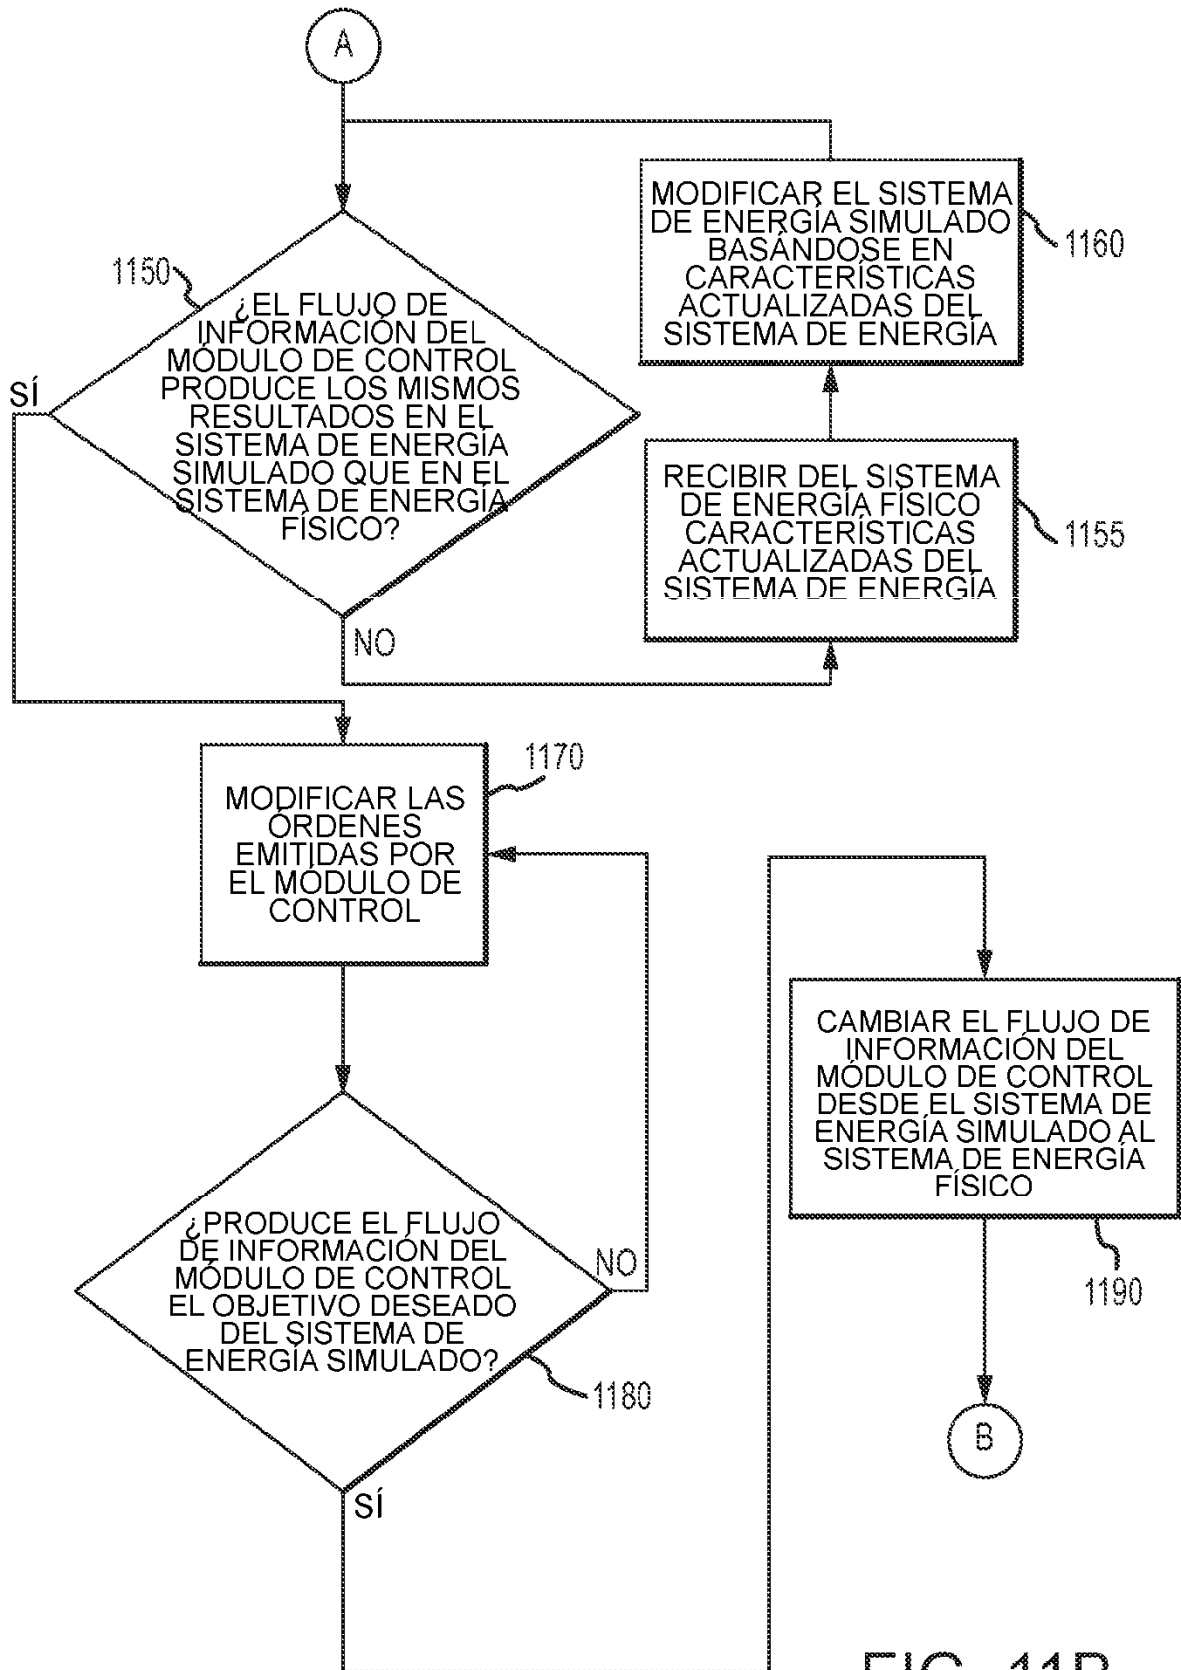 A
1150
¿EL FLUJO DE
INFORMACIÓN DEL
MÓDULO DE CONTROL
PRODUCE LOS MISMOS
RESULTADOS EN EL
SISTEMA DE ENERGÍA
SIMULADO QUE EN EL
SISTEMA DE ENERGÍA
FÍSICO?
SÍ
NO
MODIFICAR EL SISTEMA
DE ENERGÍA SIMULADO
BASÁNDOSE EN
CARACTERÍSTICAS
ACTUALIZADAS DEL
SISTEMA DE ENERGÍA
1160
RECIBIR DEL SISTEMA
DE ENERGÍA FÍSICO
CARACTERÍSTICAS
ACTUALIZADAS DEL
SISTEMA DE ENERGÍA
1155
1170
MODIFICAR LAS
ÓRDENES
EMITIDAS POR
EL MÓDULO DE
CONTROL
¿PRODUCE EL FLUJO
DE INFORMACIÓN DEL
MÓDULO DE CONTROL
EL OBJETIVO DESEADO
DEL SISTEMA DE
ENERGÍA SIMULADO?
NO
1180
SÍ
CAMBIAR EL FLUJO DE
INFORMACIÓN DEL
MÓDULO DE CONTROL
DESDE EL SISTEMA DE
ENERGÍA SIMULADO AL
SISTEMA DE ENERGÍA
FÍSICO
1190
B
FIG. 11B